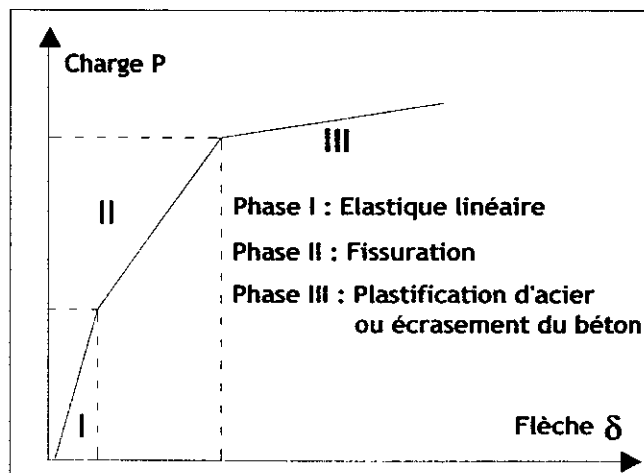 Charge P
III
II
Phase I : Elastique linéaire
Phase II : Fissuration
Phase III : Plastification d'acier
ou écrasement du béton
I
Flèche δ